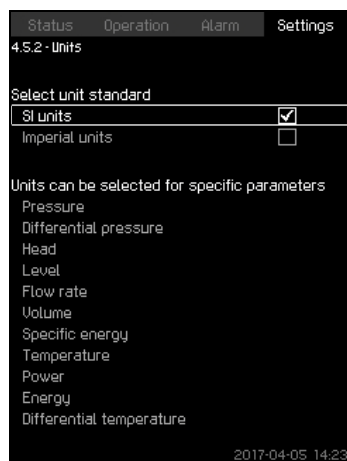 Status Operation Alarm Settings
4.5.2 - Units
Select unit standard
SI units
Imperial units
Units can be selected for specific parameters
Pressure
Differential pressure
Head
Level
Flow rate
Volume
Specific energy
Temperature
Power
Energy
Differential temperature
2017-04-05 14:23